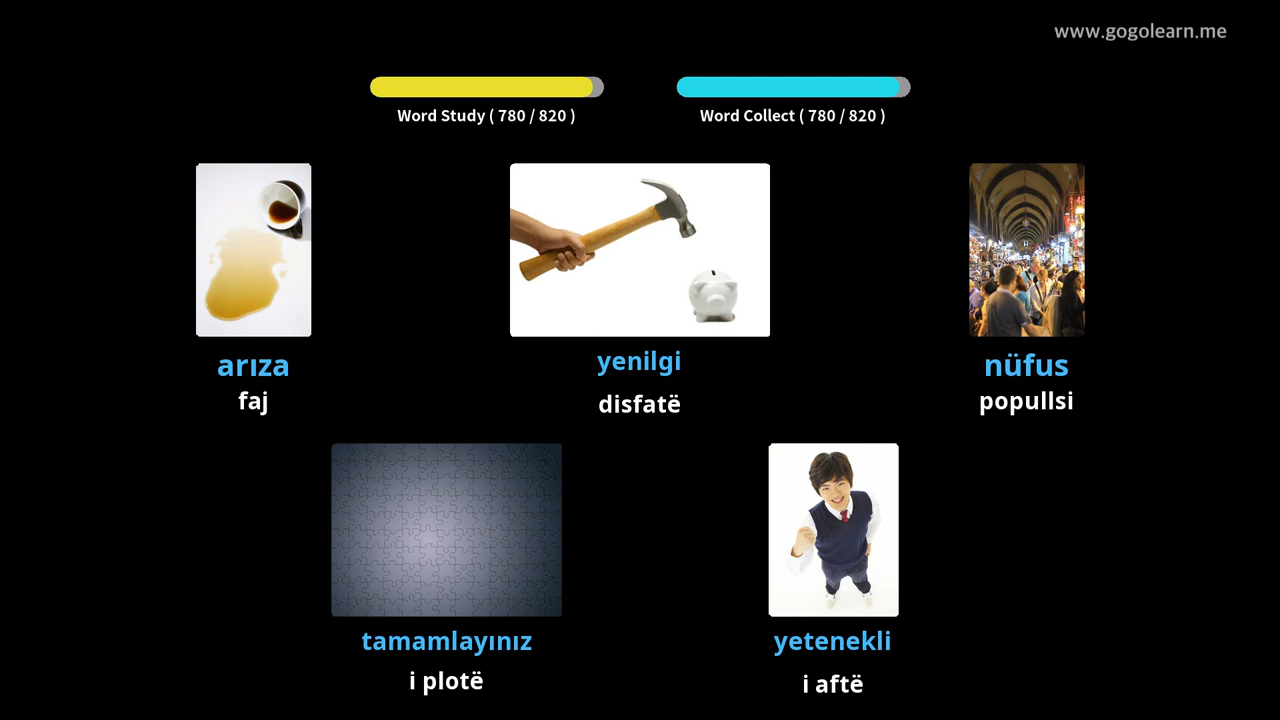 www.gogolearn.me
Word Study ( 780 / 820 )
Word Collect ( 780 / 820 )
arıza
faj
yenilgi
disfatë
nüfus
popullsi
tamamlayınız
i plotë
yetenekli
i aftë